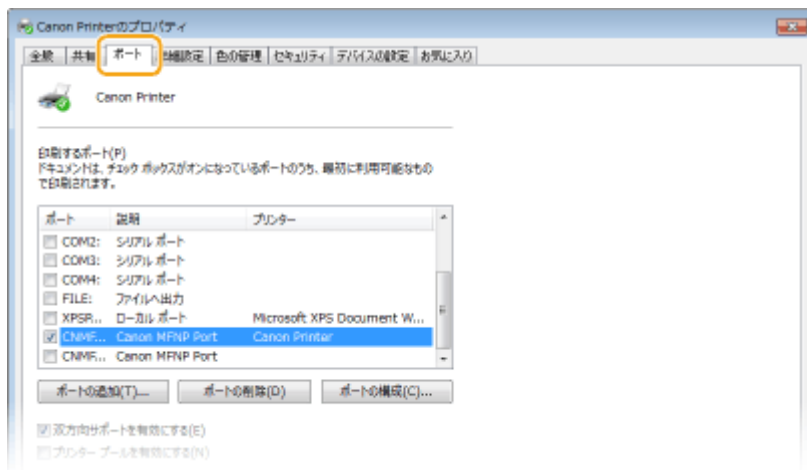 Canon Printerのプロパティ
全般 共有 ポート 詳細設定 色の管理 セキュリティ デバイスの設定 お気に入り
Canon Printer
印刷するポート(P)
ドキュメントは、チェック ボックスがオンになっているポートのうち、最初に利用可能なもの
で印刷されます。
ポート 説明 プリンター
COM2: シリアル ポート
COM3: シリアル ポート
COM4: シリアル ポート
FILE: ファイルへ出力
XPSR... ローカル ポート Microsoft XPS Document W...
CNMF... Canon MFNP Port Canon Printer
CNMF... Canon MFNP Port
ポートの追加(T)... ポートの削除(D) ポートの構成(C)...
双方向サポートを有効にする(E)
プリンター プールを有効にする(N)